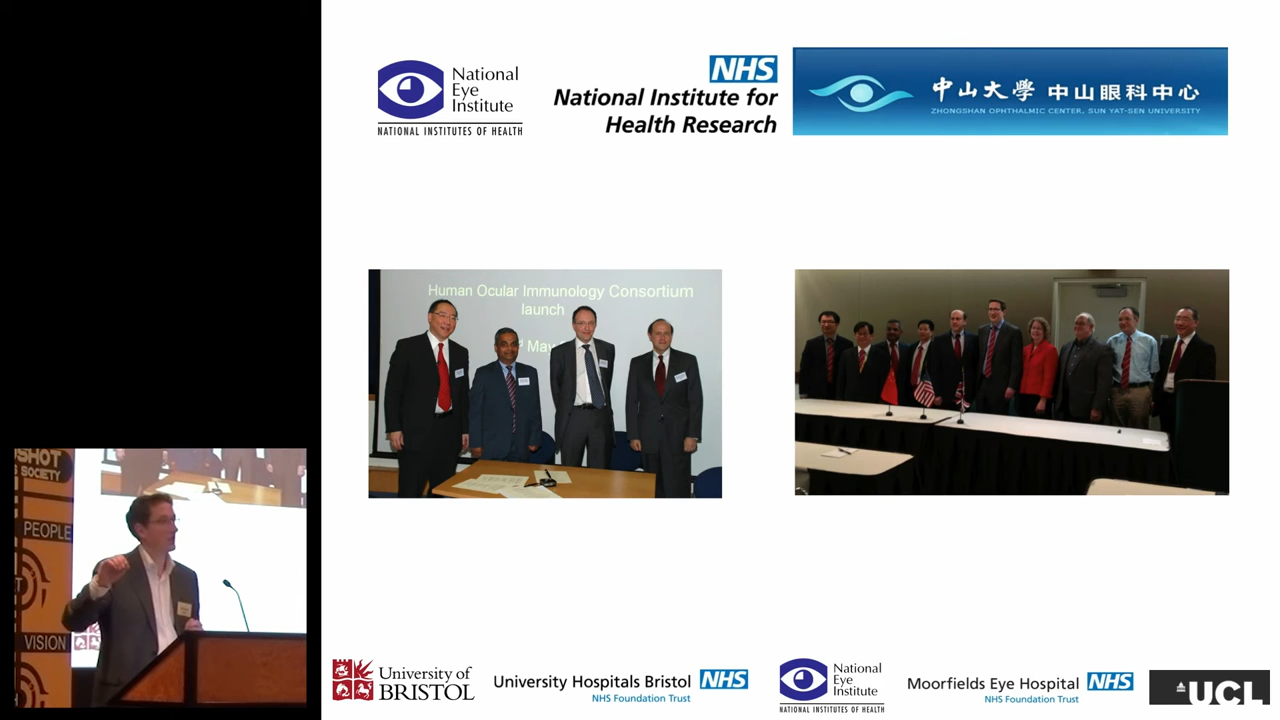 National
Eye
Institute
NATIONAL INSTITUTES OF HEALTH
NHS
National Institute for
Health Research
中山大学 中山眼科中心
ZHONGSHAN OPHTHALMIC CENTER, SUN YAT-SEN UNIVERSITY
Human Ocular Immunology Consortium
launch
May
SHOT
SOCIETY
PEOPLE
VISION
University of
BRISTOL
University Hospitals Bristol NHS
NHS Foundation Trust
National
Eye
Institute
NATIONAL INSTITUTES OF HEALTH
Moorfields Eye Hospital NHS
NHS Foundation Trust
UCL